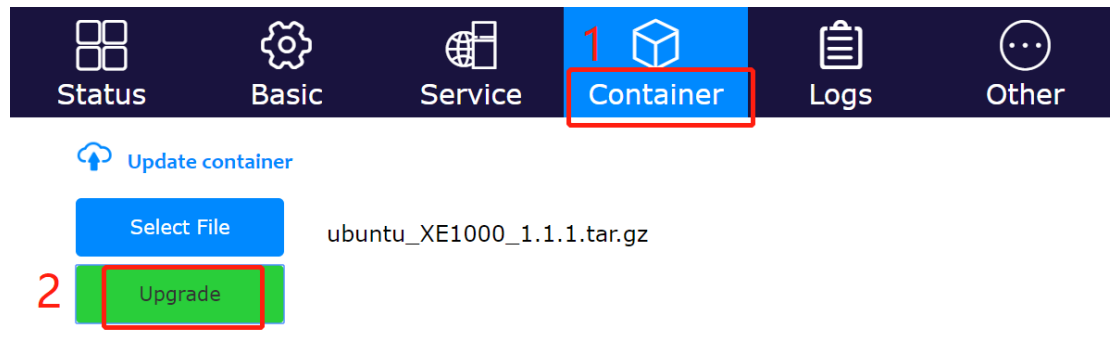 1
Status Basic Service Container Logs Other
Update container
Select File ubuntu_XE1000_1.1.1.tar.gz
2 Upgrade